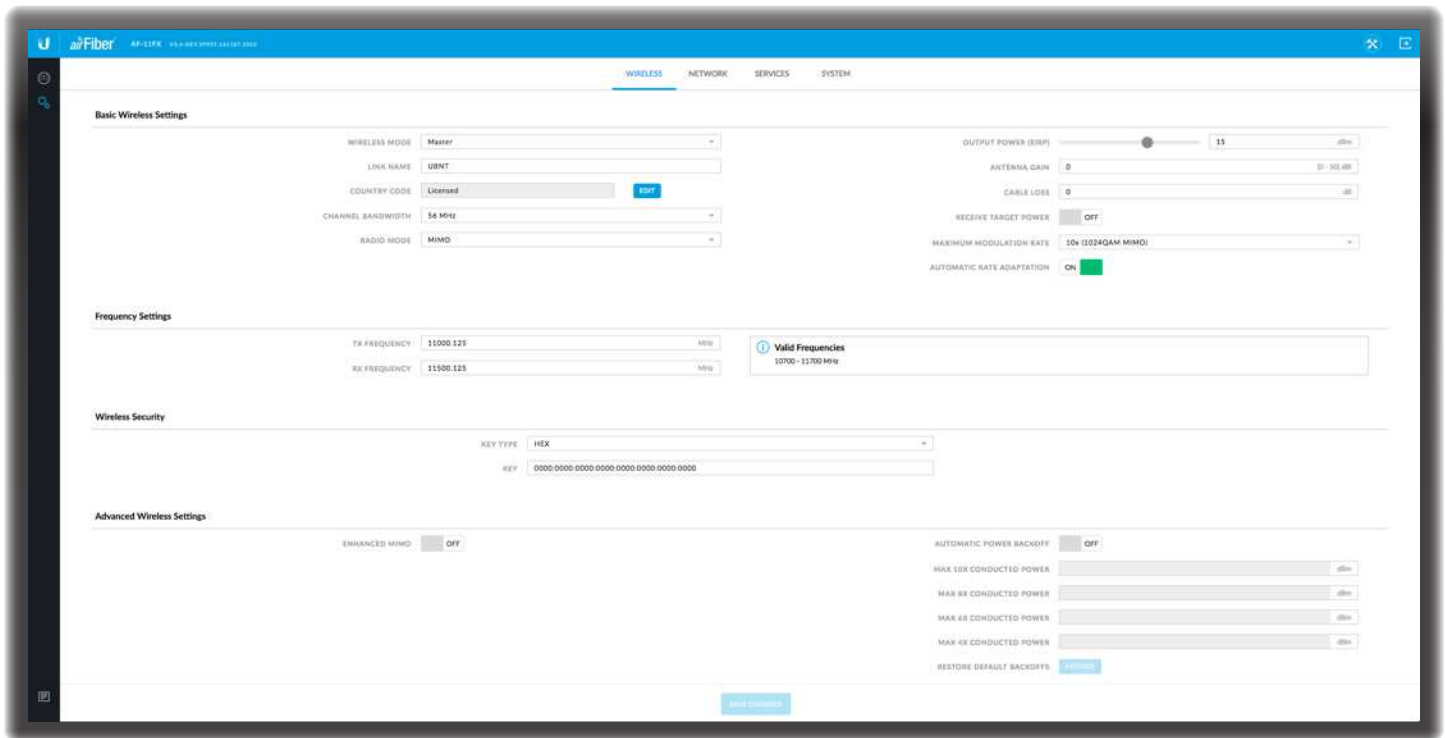 airFiber AF-11FX
WIRELESS NETWORK SERVICES SYSTEM
Basic Wireless Settings
WIRELESS MODE Master
LINK NAME UBNT
COUNTRY CODE Licensed EDIT
CHANNEL BANDWIDTH 56 MHz
RADIO MODE MIMO
OUTPUT POWER (EIRP) 15 dBm
ANTENNA GAIN 0
CABLE LOSS 0 dB
RECEIVE TARGET POWER OFF
MAXIMUM MODULATION RATE 10x (1024QAM MIMO)
AUTOMATIC RATE ADAPTATION ON
Frequency Settings
TX FREQUENCY 11000.125 MHz
RX FREQUENCY 11500.125 MHz
Valid Frequencies
10700 - 11700 MHz
Wireless Security
KEY TYPE HEX
KEY 0000:0000:0000:0000:0000:0000:0000:0000
Advanced Wireless Settings
ENHANCED MIMO OFF
AUTOMATIC POWER BACKOFF OFF
MAX 10X CONDUCTED POWER dBm
MAX 8X CONDUCTED POWER dBm
MAX 6X CONDUCTED POWER dBm
MAX 4X CONDUCTED POWER dBm
RESTORE DEFAULT BACKOFFS
SAVE CHANGES